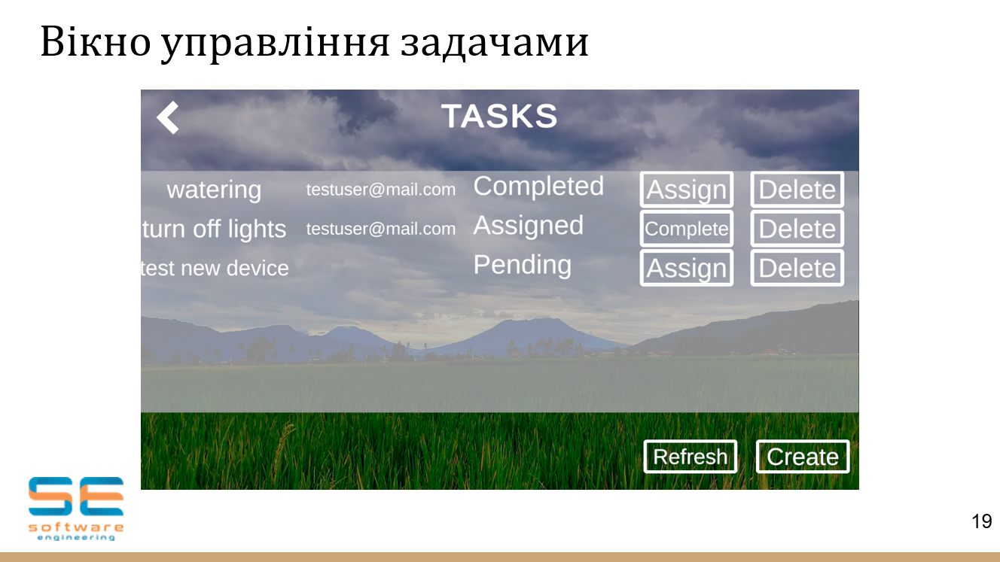 Вікно управління задачами
TASKS
watering testuser@mail.com Completed Assign Delete
turn off lights testuser@mail.com Assigned Complete Delete
test new device Pending Assign Delete
Refresh Create
SE
software
engineering
19